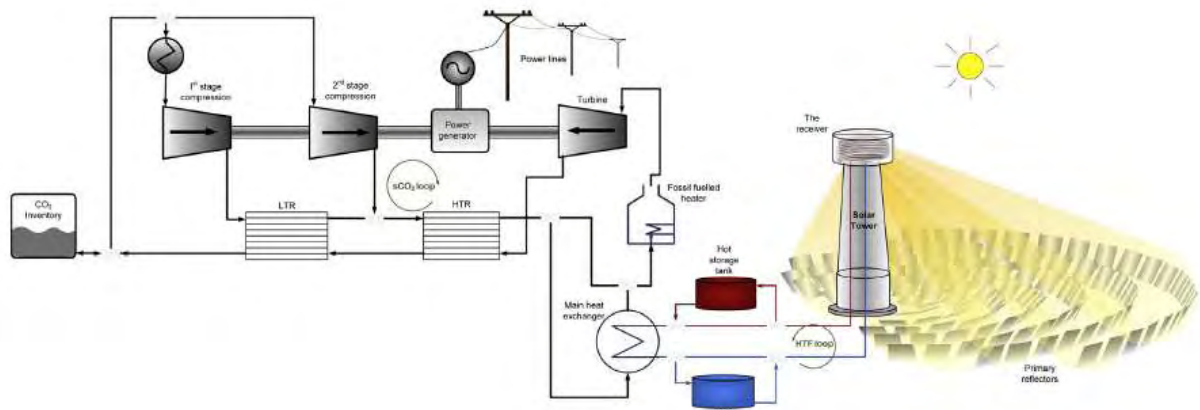 Power lines
1st stage
compression
2nd stage
compression
Turbine
Power
generator
The
receiver
sCO2 loop
Fossil fuelled
heater
CO2
Inventory
LTR
HTR
Solar
Tower
Hot
storage
tank
Main heat
exchanger
HTF loop
Primary
reflectors